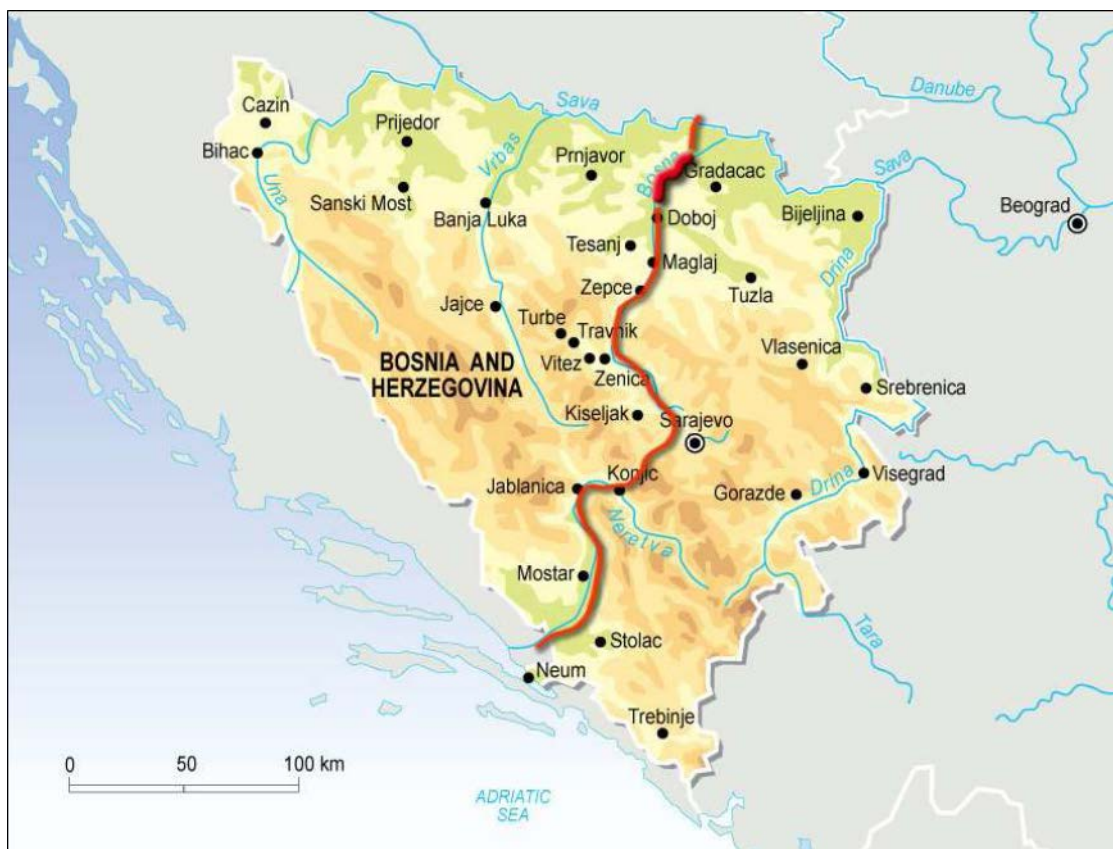 Danube
Cazin
Sava
Prijedor
Vrbas
Bihac
Prnjavor
Bosna
Sava
Gradacac
Una
Sanski Most
Beograd
Banja Luka
Doboj
Bijeljina
Tesanj
Maglaj
Drina
Zepce
Tuzla
Jajce
Turbe
Travnik
BOSNIA AND
HERZEGOVINA
Vitez
Zenica
Vlasenica
Srebrenica
Kiseljak
Sarajevo
Jablanica
Konjic
Gorazde
Drina
Visegrad
Neretva
Mostar
Stolac
Tara
Neum
Trebinje
0 50 100 km
ADRIATIC
SEA